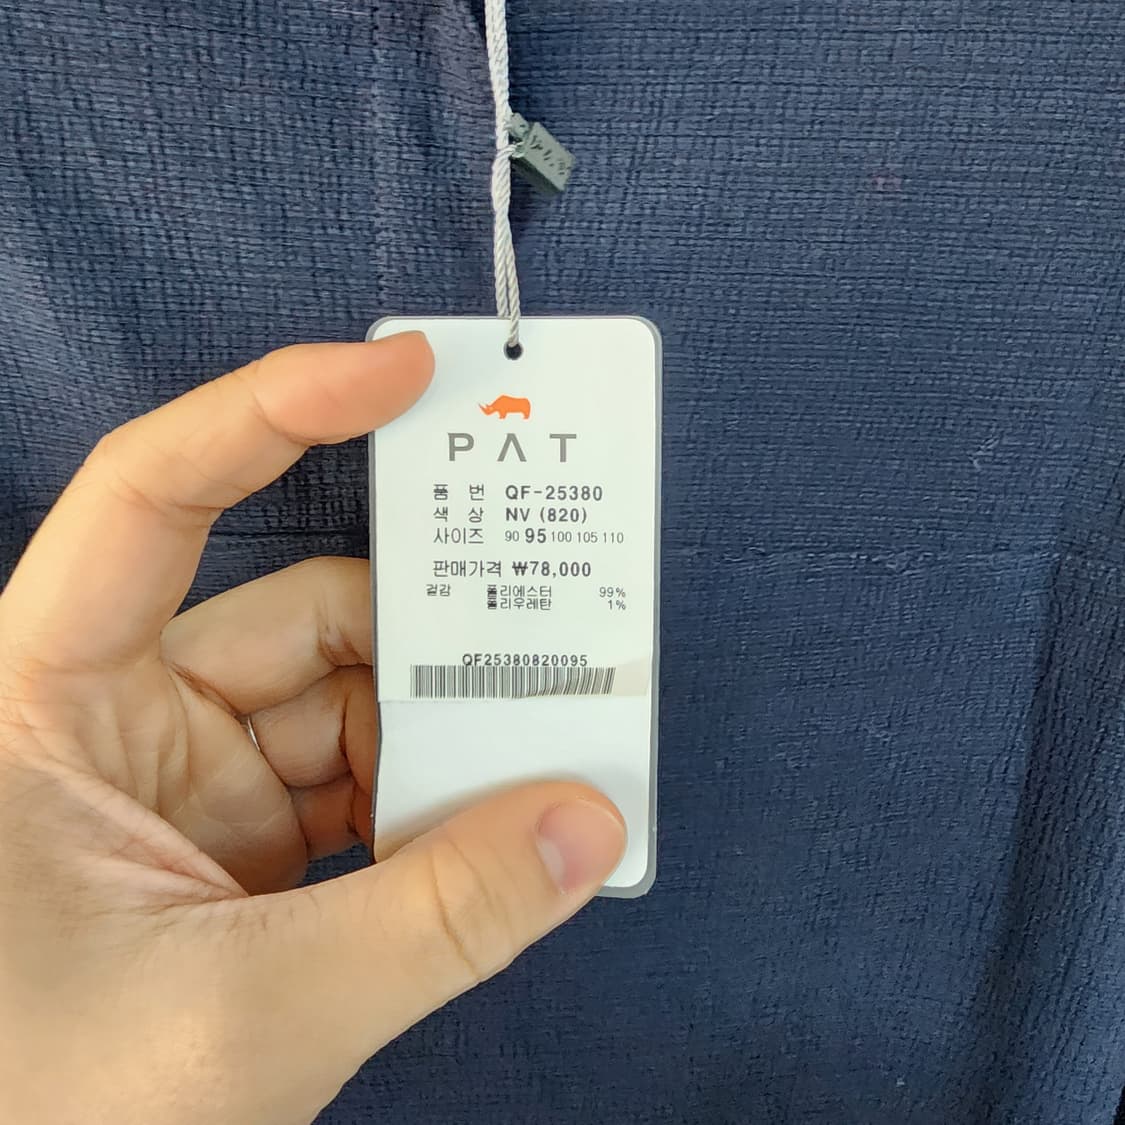 PAT
품 번 QF-25380
색 상 NV (820)
사이즈 90 95 100 105 110
판매가격 ₩78,000
겉감 폴리에스터 99%
폴리우레탄 1%
QF25380820095